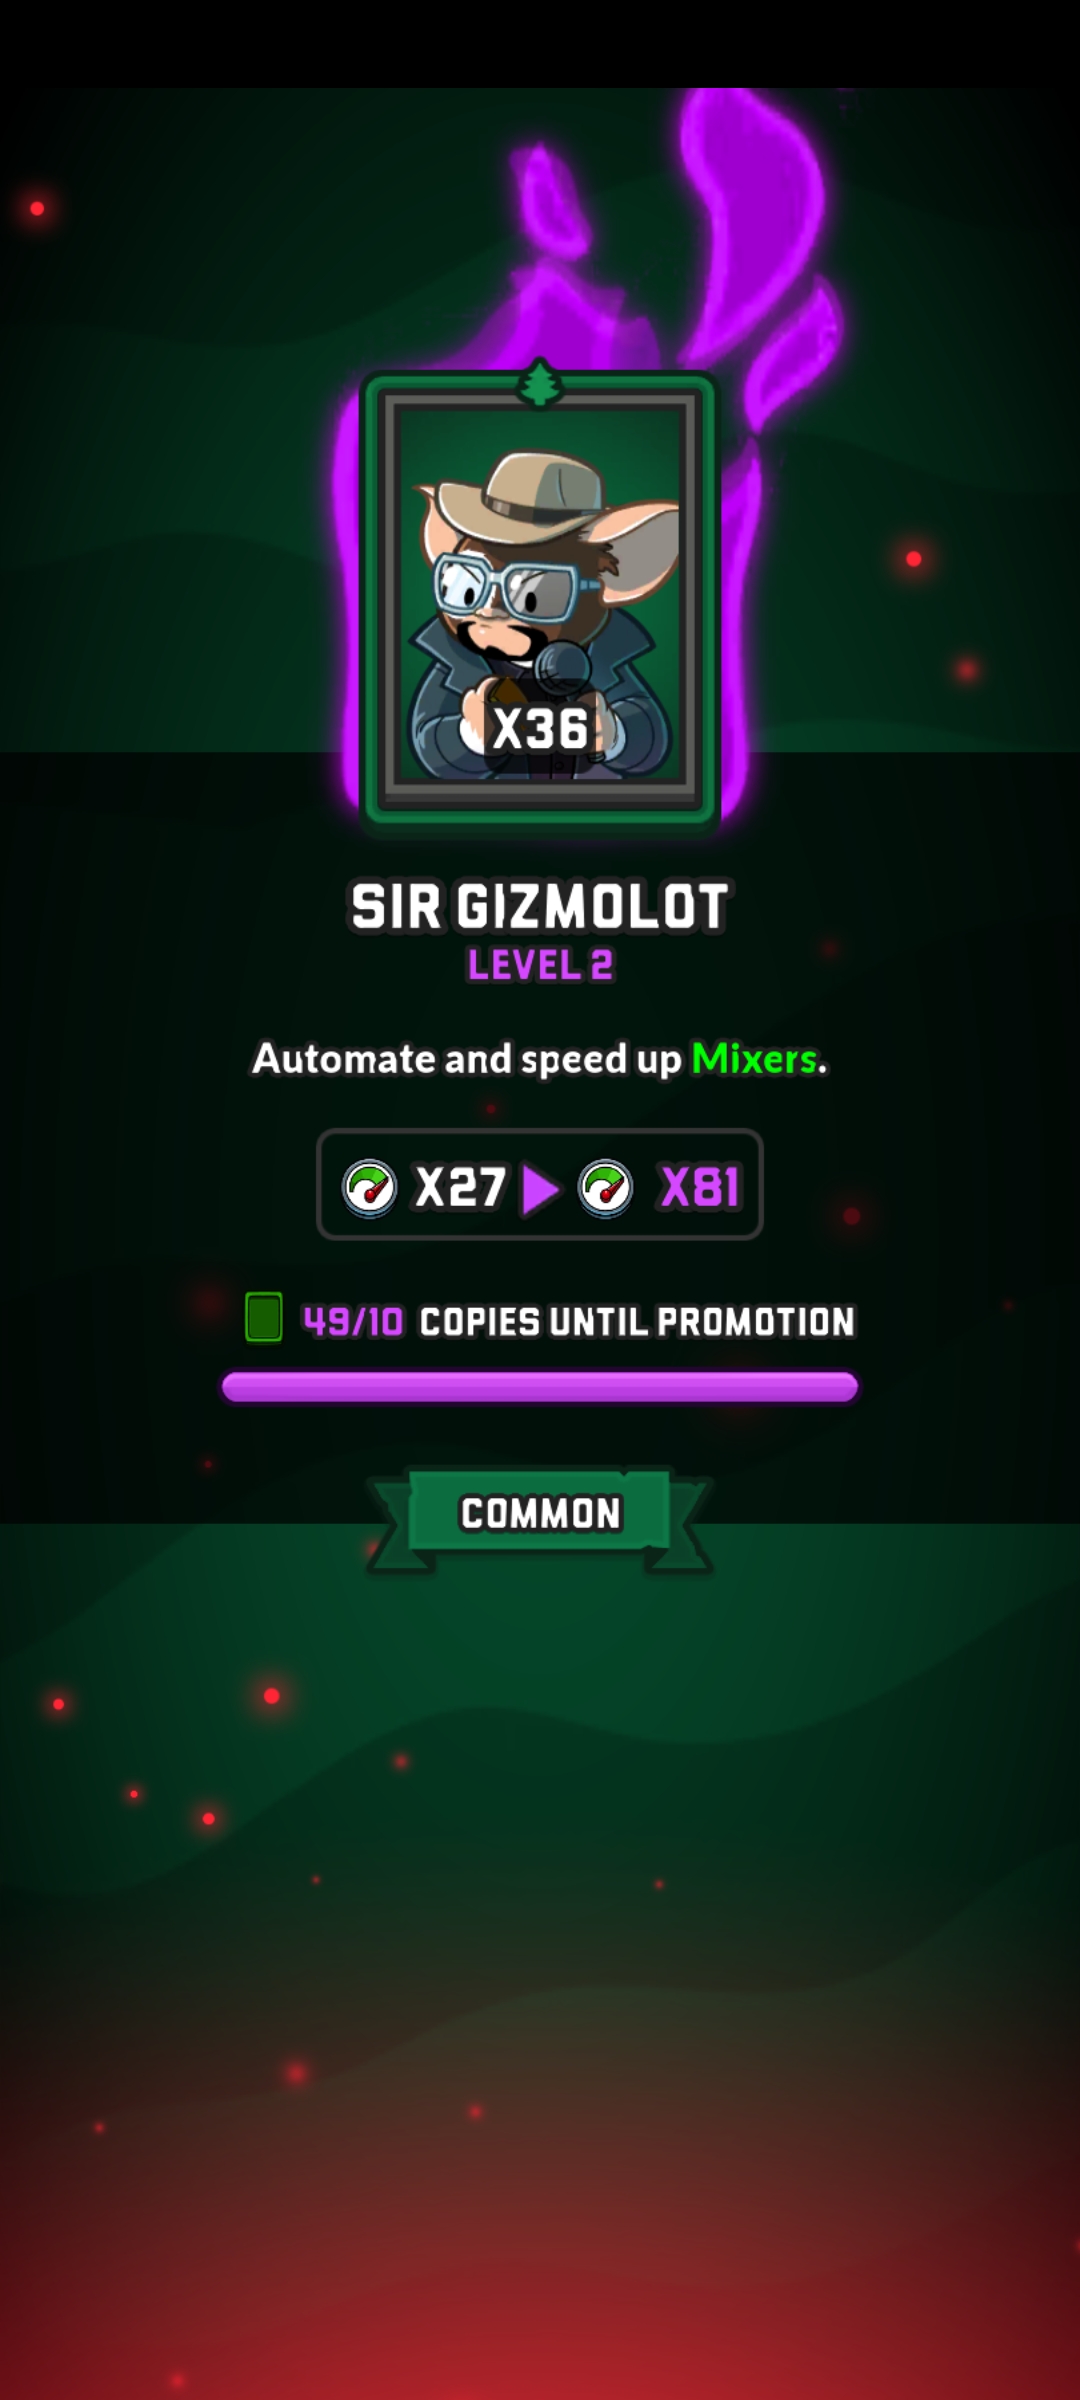 X36
SIR GIZMOLOT
LEVEL 2
Automate and speed up Mixers.
X27 X81
49/10 COPIES UNTIL PROMOTION
COMMON